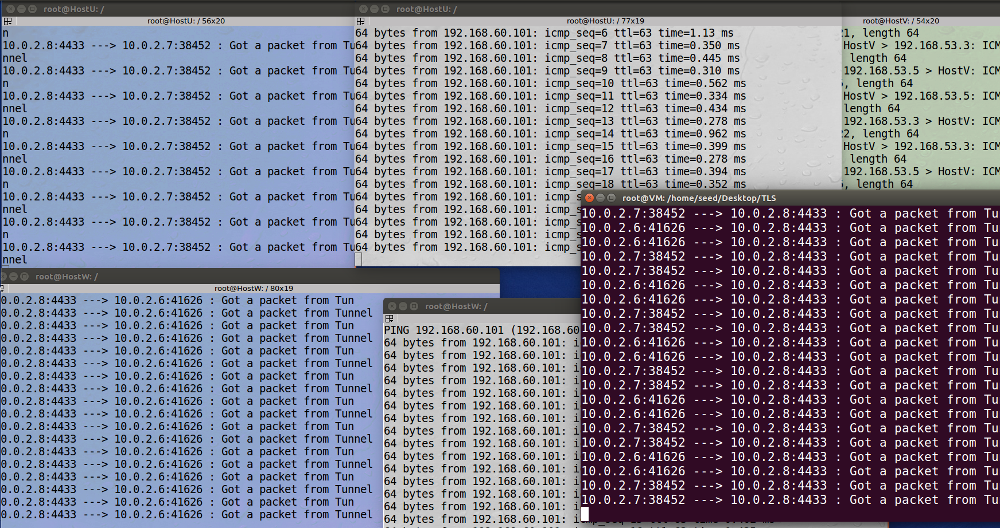 root@HostU: /
root@HostU: / 56x20
n
10.0.2.8:4433 ---> 10.0.2.7:38452 : Got a packet from Tu
nnel
10.0.2.8:4433 ---> 10.0.2.7:38452 : Got a packet from Tu
n
10.0.2.8:4433 ---> 10.0.2.7:38452 : Got a packet from Tu
nnel
10.0.2.8:4433 ---> 10.0.2.7:38452 : Got a packet from Tu
n
10.0.2.8:4433 ---> 10.0.2.7:38452 : Got a packet from Tu
nnel
10.0.2.8:4433 ---> 10.0.2.7:38452 : Got a packet from Tu
n
10.0.2.8:4433 ---> 10.0.2.7:38452 : Got a packet from Tu
nnel
10.0.2.8:4433 ---> 10.0.2.7:38452 : Got a packet from Tu
n
10.0.2.8:4433 ---> 10.0.2.7:38452 : Got a packet from Tu
nnel
root@HostU: /
root@HostU: / 77x19
64 bytes from 192.168.60.101: icmp_seq=6 ttl=63 time=1.13 ms
64 bytes from 192.168.60.101: icmp_seq=7 ttl=63 time=0.350 ms
64 bytes from 192.168.60.101: icmp_seq=8 ttl=63 time=0.445 ms
64 bytes from 192.168.60.101: icmp_seq=9 ttl=63 time=0.310 ms
64 bytes from 192.168.60.101: icmp_seq=10 ttl=63 time=0.562 ms
64 bytes from 192.168.60.101: icmp_seq=11 ttl=63 time=0.334 ms
64 bytes from 192.168.60.101: icmp_seq=12 ttl=63 time=0.434 ms
64 bytes from 192.168.60.101: icmp_seq=13 ttl=63 time=0.278 ms
64 bytes from 192.168.60.101: icmp_seq=14 ttl=63 time=0.962 ms
64 bytes from 192.168.60.101: icmp_seq=15 ttl=63 time=0.399 ms
64 bytes from 192.168.60.101: icmp_seq=16 ttl=63 time=0.278 ms
64 bytes from 192.168.60.101: icmp_seq=17 ttl=63 time=0.394 ms
64 bytes from 192.168.60.101: icmp_seq=18 ttl=63 time=0.352 ms
64 bytes from 192.168.60.101: icmp_s
64 bytes from 192.168.60.101: icmp_s
64 bytes from 192.168.60.101: icmp_s
64 bytes from 192.168.60.101: icmp_s
64 bytes from 192.168.60.101: icmp_s
root@HostV: / 54x20
21, length 64
HostV > 192.168.53.3: ICM
length 64
192.168.53.5 > HostV: ICM
, length 64
HostV > 192.168.53.5: ICM
length 64
192.168.53.3 > HostV: ICM
22, length 64
HostV > 192.168.53.3: ICM
length 64
192.168.53.5 > HostV: ICM
, length 64
root@VM: /home/seed/Desktop/TLS
10.0.2.7:38452 ---> 10.0.2.8:4433 : Got a packet from Tu
10.0.2.6:41626 ---> 10.0.2.8:4433 : Got a packet from Tu
10.0.2.6:41626 ---> 10.0.2.8:4433 : Got a packet from Tu
10.0.2.7:38452 ---> 10.0.2.8:4433 : Got a packet from Tu
10.0.2.7:38452 ---> 10.0.2.8:4433 : Got a packet from Tu
10.0.2.6:41626 ---> 10.0.2.8:4433 : Got a packet from Tu
10.0.2.6:41626 ---> 10.0.2.8:4433 : Got a packet from Tu
10.0.2.7:38452 ---> 10.0.2.8:4433 : Got a packet from Tu
10.0.2.7:38452 ---> 10.0.2.8:4433 : Got a packet from Tu
10.0.2.6:41626 ---> 10.0.2.8:4433 : Got a packet from Tu
10.0.2.6:41626 ---> 10.0.2.8:4433 : Got a packet from Tu
10.0.2.7:38452 ---> 10.0.2.8:4433 : Got a packet from Tu
10.0.2.7:38452 ---> 10.0.2.8:4433 : Got a packet from Tu
10.0.2.6:41626 ---> 10.0.2.8:4433 : Got a packet from Tu
10.0.2.6:41626 ---> 10.0.2.8:4433 : Got a packet from Tu
10.0.2.7:38452 ---> 10.0.2.8:4433 : Got a packet from Tu
10.0.2.7:38452 ---> 10.0.2.8:4433 : Got a packet from Tu
10.0.2.6:41626 ---> 10.0.2.8:4433 : Got a packet from Tu
10.0.2.6:41626 ---> 10.0.2.8:4433 : Got a packet from Tu
10.0.2.7:38452 ---> 10.0.2.8:4433 : Got a packet from Tu
10.0.2.7:38452 ---> 10.0.2.8:4433 : Got a packet from Tu
root@HostW: /
root@HostW: / 80x19
0.0.2.8:4433 ---> 10.0.2.6:41626 : Got a packet from Tun
0.0.2.8:4433 ---> 10.0.2.6:41626 : Got a packet from Tunnel
0.0.2.8:4433 ---> 10.0.2.6:41626 : Got a packet from Tun
0.0.2.8:4433 ---> 10.0.2.6:41626 : Got a packet from Tunnel
0.0.2.8:4433 ---> 10.0.2.6:41626 : Got a packet from Tun
0.0.2.8:4433 ---> 10.0.2.6:41626 : Got a packet from Tunnel
0.0.2.8:4433 ---> 10.0.2.6:41626 : Got a packet from Tun
0.0.2.8:4433 ---> 10.0.2.6:41626 : Got a packet from Tunnel
0.0.2.8:4433 ---> 10.0.2.6:41626 : Got a packet from Tun
0.0.2.8:4433 ---> 10.0.2.6:41626 : Got a packet from Tunnel
0.0.2.8:4433 ---> 10.0.2.6:41626 : Got a packet from Tun
0.0.2.8:4433 ---> 10.0.2.6:41626 : Got a packet from Tunnel
0.0.2.8:4433 ---> 10.0.2.6:41626 : Got a packet from Tun
0.0.2.8:4433 ---> 10.0.2.6:41626 : Got a packet from Tunnel
0.0.2.8:4433 ---> 10.0.2.6:41626 : Got a packet from Tun
0.0.2.8:4433 ---> 10.0.2.6:41626 : Got a packet from Tunnel
0.0.2.8:4433 ---> 10.0.2.6:41626 : Got a packet from Tun
0.0.2.8:4433 ---> 10.0.2.6:41626 : Got a packet from Tunnel
root@HostW: /
PING 192.168.60.101 (192.168.60
64 bytes from 192.168.60.101: i
64 bytes from 192.168.60.101: i
64 bytes from 192.168.60.101: i
64 bytes from 192.168.60.101: i
64 bytes from 192.168.60.101: i
64 bytes from 192.168.60.101: i
64 bytes from 192.168.60.101: i
64 bytes from 192.168.60.101: i
64 bytes from 192.168.60.101: i
64 bytes from 192.168.60.101: i
64 bytes from 192.168.60.101: i
64 bytes from 192.168.60.101: i
64 bytes from 192.168.60.101: i
64 bytes from 192.168.60.101: i
64 bytes from 192.168.60.101: